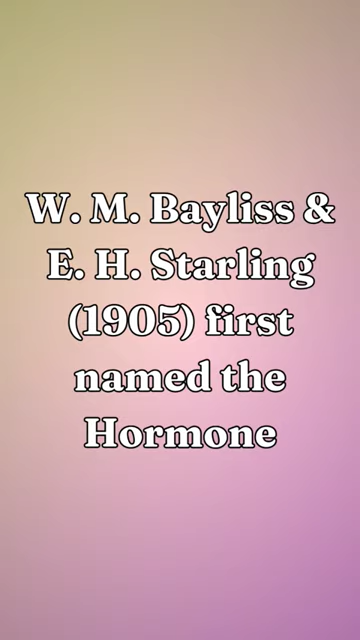 W. M. Bayliss &
E. H. Starling
(1905) first
named the
Hormone